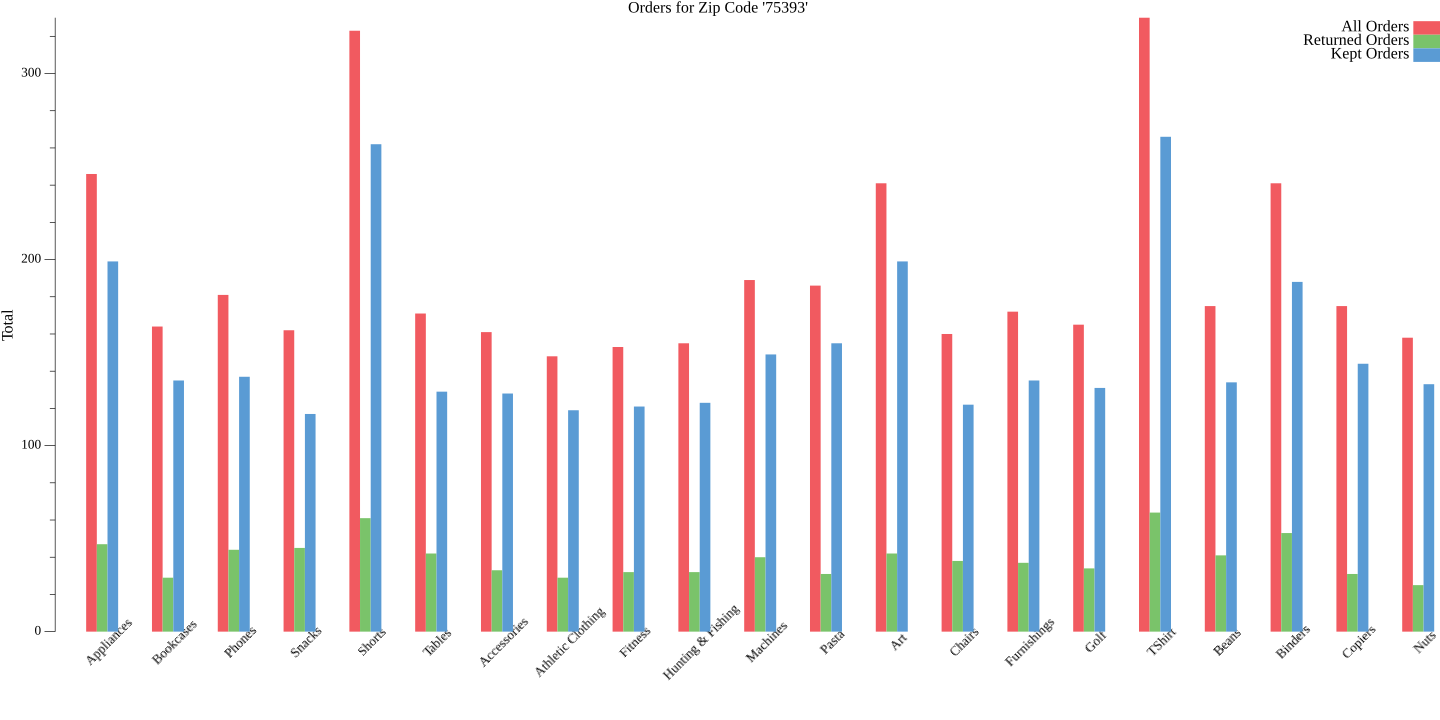 Orders for Zip Code '75393'
All Orders
Returned Orders
Kept Orders
Total
300
200
100
0
Appliances
Bookcases
Phones
Snacks
Shorts
Tables
Accessories
Athletic Clothing
Fitness
Hunting & Fishing
Machines
Pasta
Art
Chairs
Furnishings
Golf
TShirt
Beans
Binders
Copiers
Nuts